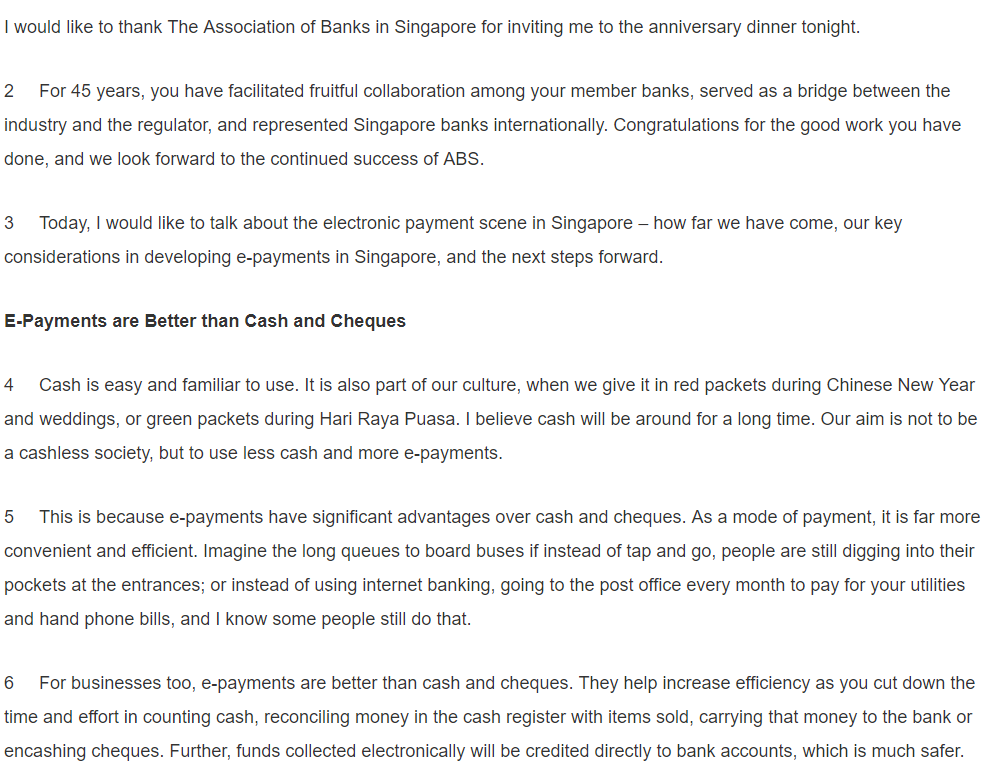 I would like to thank The Association of Banks in Singapore for inviting me to the anniversary dinner tonight.
2 For 45 years, you have facilitated fruitful collaboration among your member banks, served as a bridge between the
industry and the regulator, and represented Singapore banks internationally. Congratulations for the good work you have
done, and we look forward to the continued success of ABS.
3 Today, I would like to talk about the electronic payment scene in Singapore – how far we have come, our key
considerations in developing e-payments in Singapore, and the next steps forward.
E-Payments are Better than Cash and Cheques
4 Cash is easy and familiar to use. It is also part of our culture, when we give it in red packets during Chinese New Year
and weddings, or green packets during Hari Raya Puasa. I believe cash will be around for a long time. Our aim is not to be
a cashless society, but to use less cash and more e-payments.
5 This is because e-payments have significant advantages over cash and cheques. As a mode of payment, it is far more
convenient and efficient. Imagine the long queues to board buses if instead of tap and go, people are still digging into their
pockets at the entrances; or instead of using internet banking, going to the post office every month to pay for your utilities
and hand phone bills, and I know some people still do that.
6 For businesses too, e-payments are better than cash and cheques. They help increase efficiency as you cut down the
time and effort in counting cash, reconciling money in the cash register with items sold, carrying that money to the bank or
encashing cheques. Further, funds collected electronically will be credited directly to bank accounts, which is much safer.